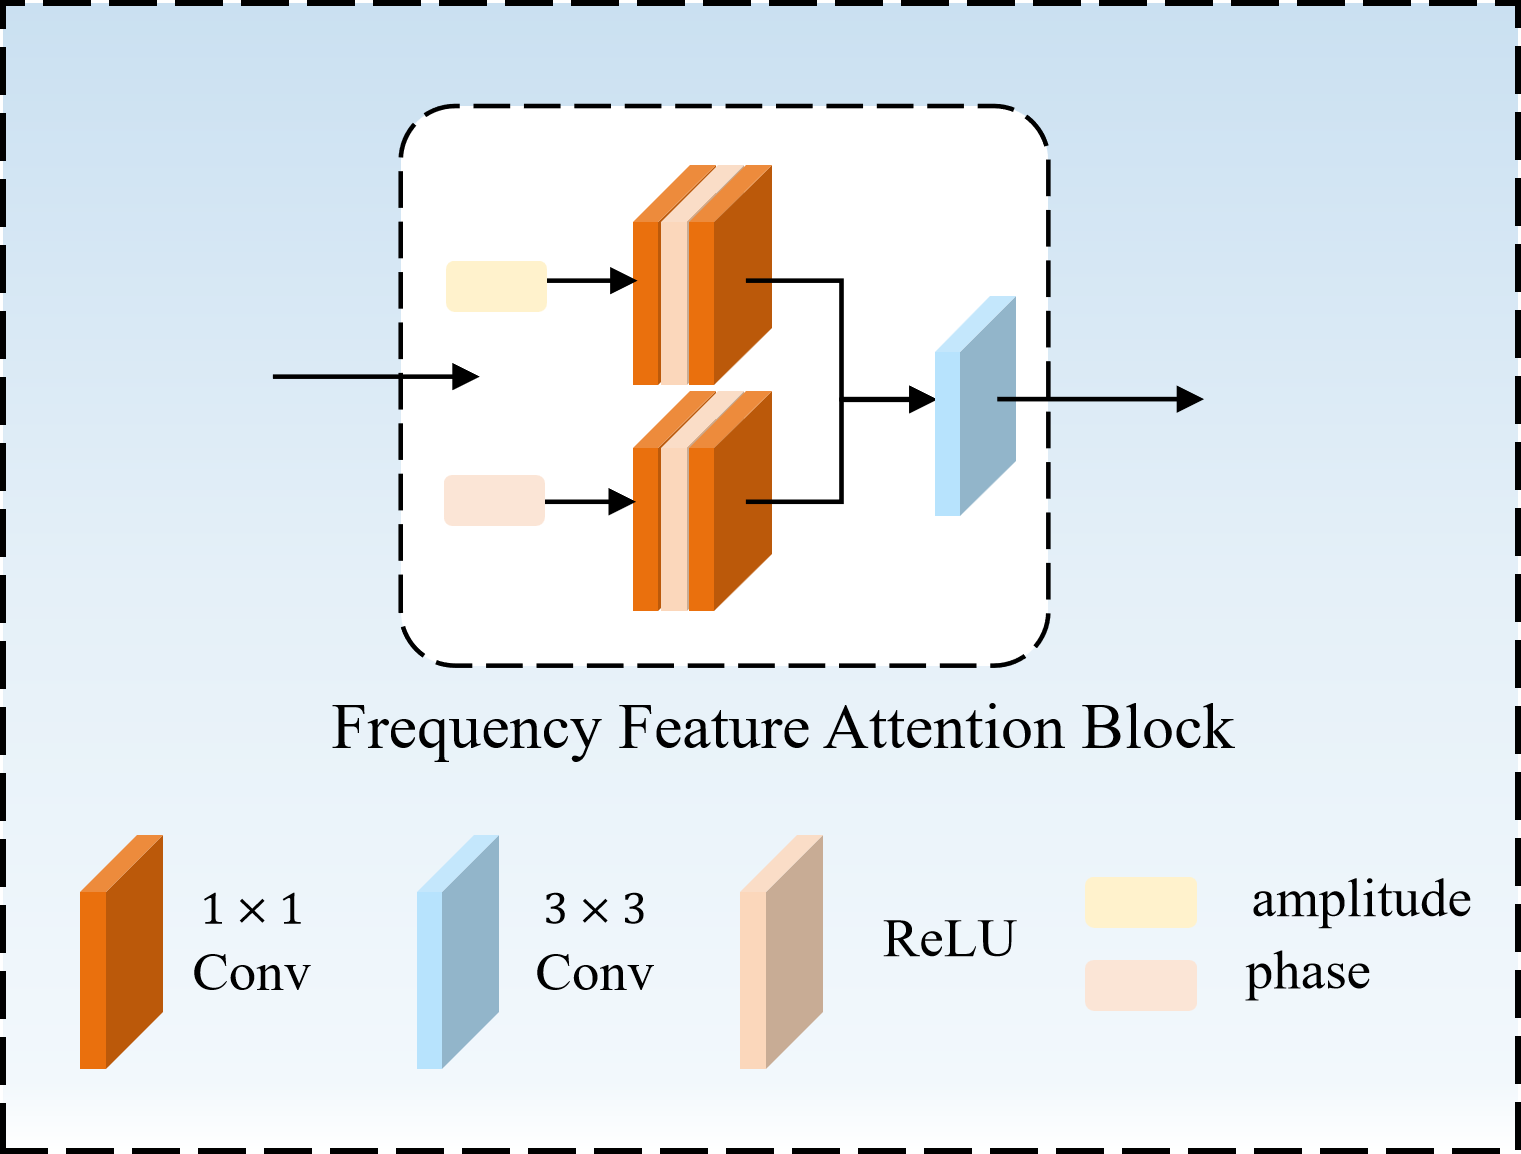 Frequency Feature Attention Block
1 × 1
Conv
3 × 3
Conv
ReLU
amplitude
phase